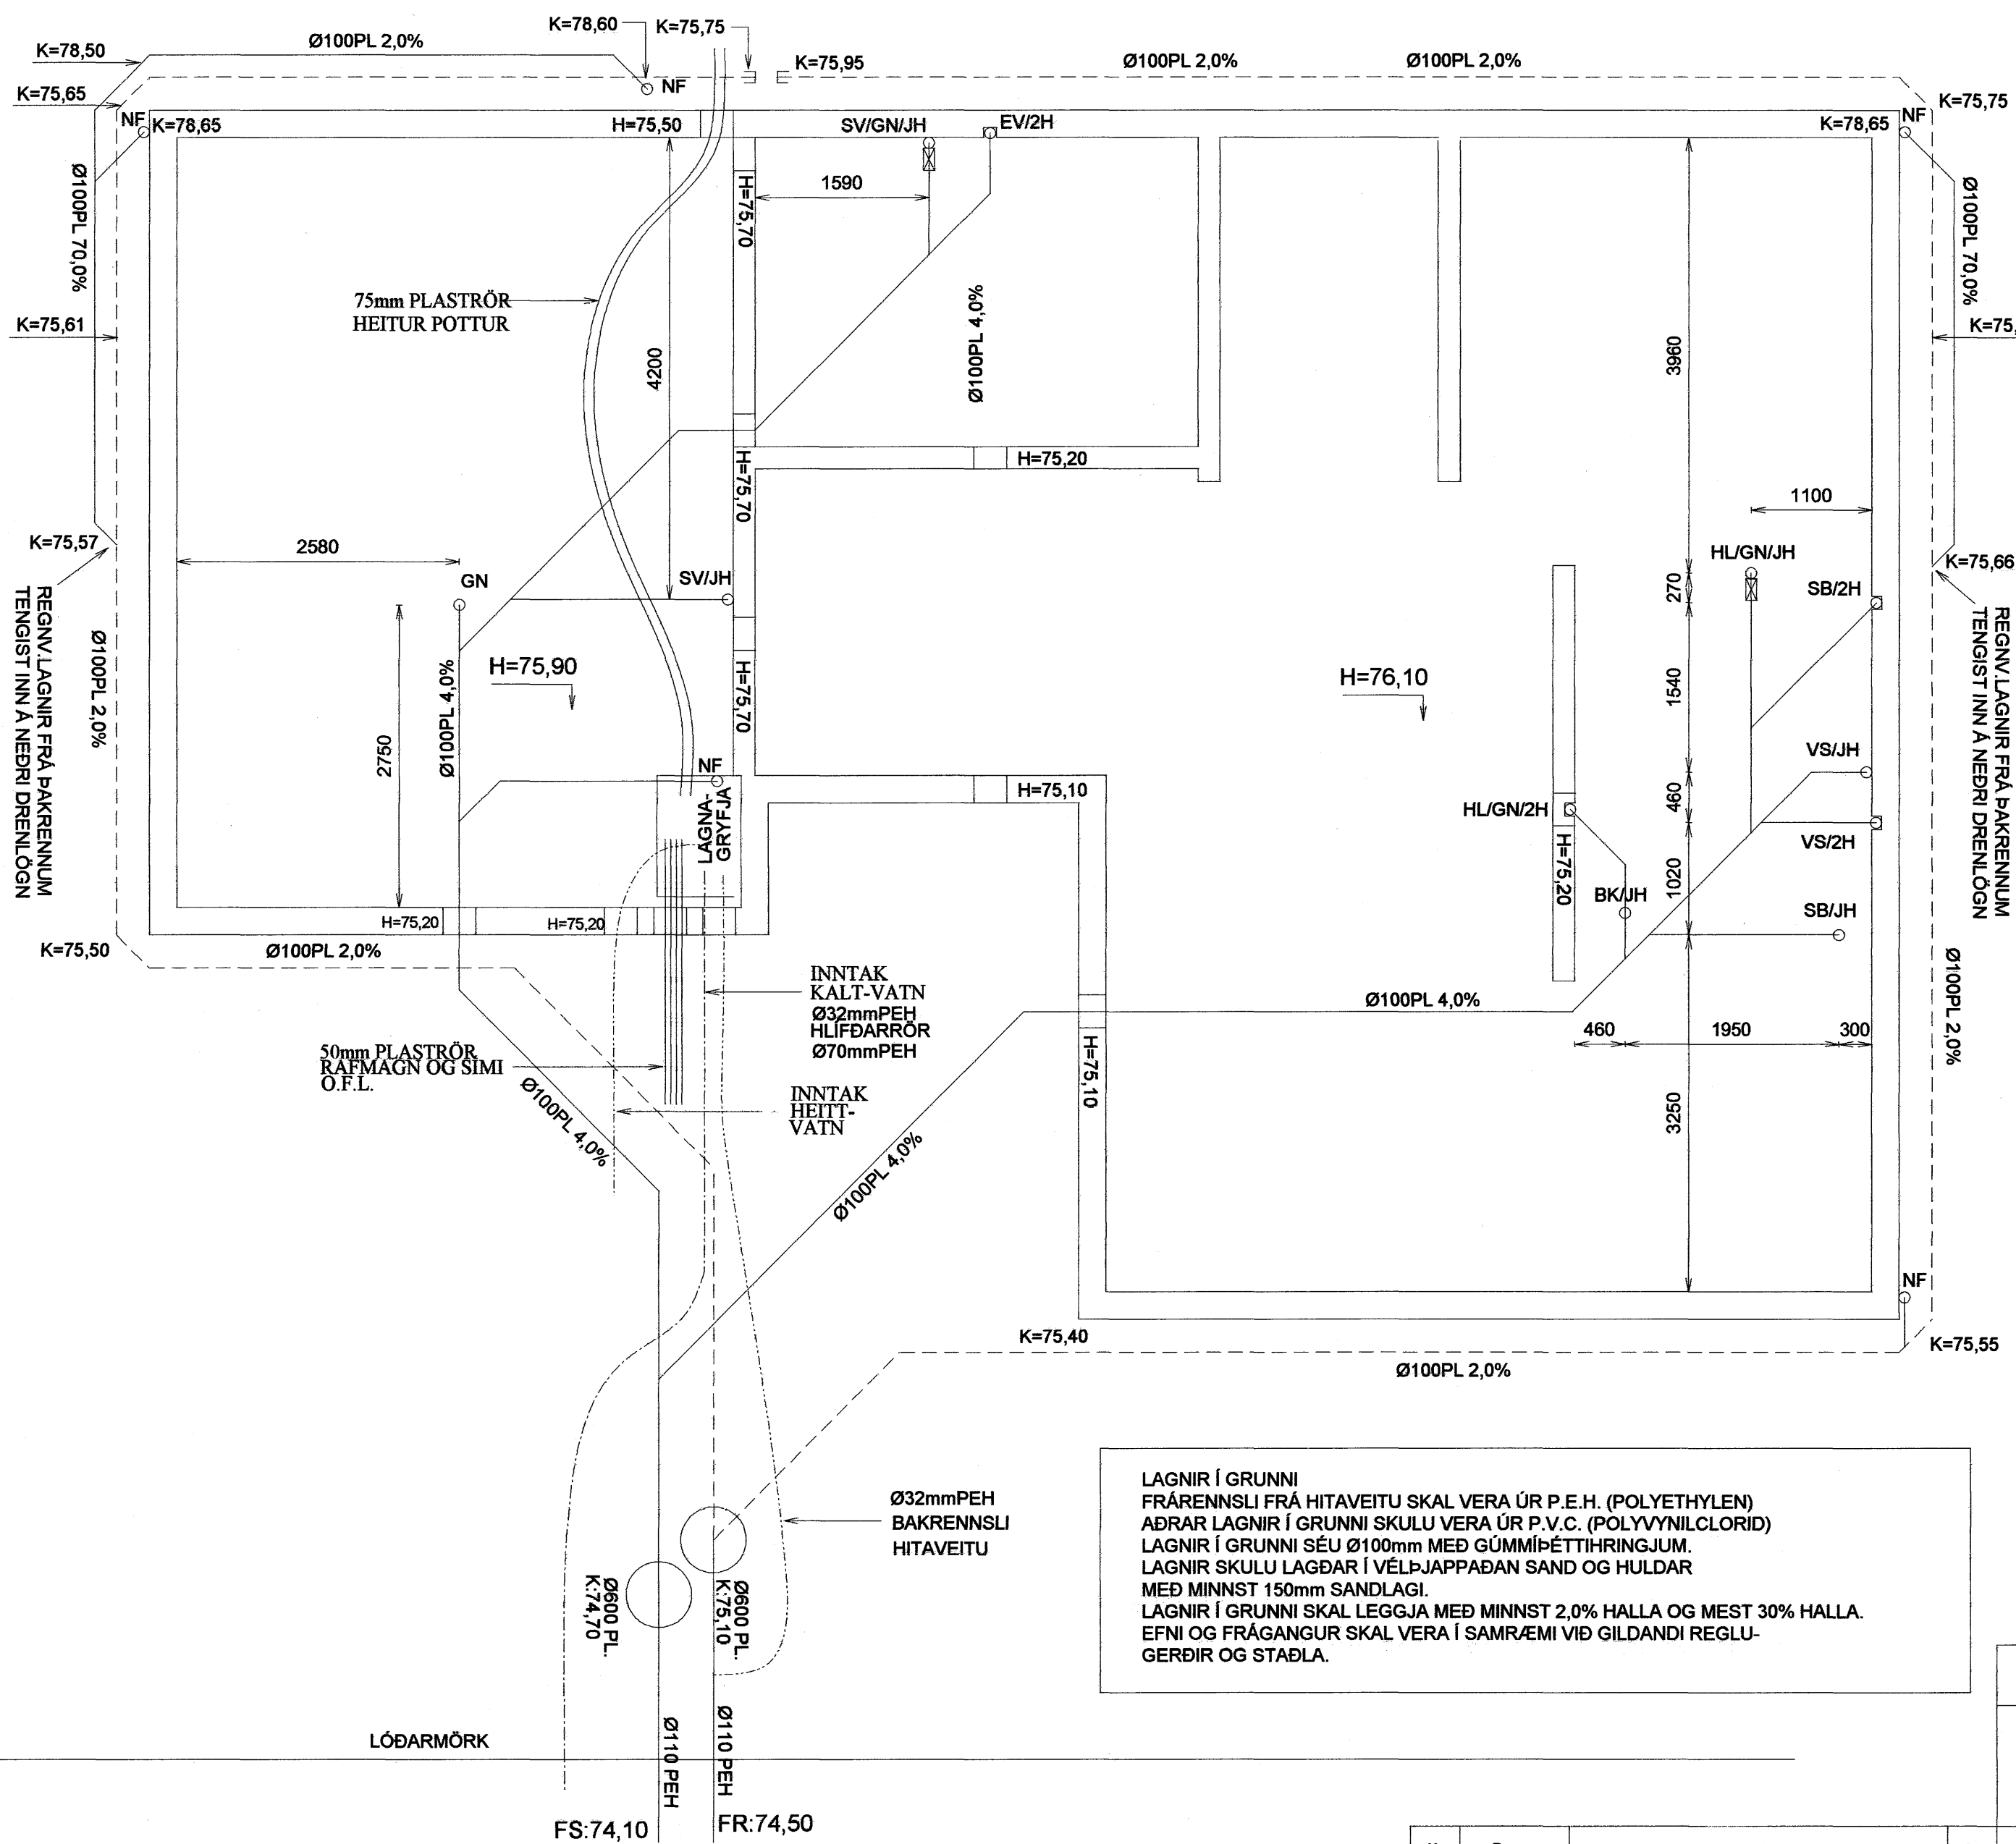 K=78,60
K=75,75
K=78,50
Ø100PL 2,0%
K=75,95
Ø100PL 2,0%
Ø100PL 2,0%
K=75,65
NF
K=75,75
NF
K=78,65
H=75,50
SV/GN/JH
EV/2H
K=78,65
NF
Ø100PL 70,0%
H=75,70
1590
Ø100PL 70,0%
75mm PLASTRÖR
HEITUR POTTUR
K=75,61
4200
Ø100PL 4,0%
3960
K=75,
H=75,70
H=75,20
1100
K=75,57
2580
HL/GN/JH
K=75,66
GN
SV/JH
270
SB/2H
REGNV.LAGNIR FRÁ ÞAKRENNUM
TENGIST INN Á NEÐRI DRENLÖGN
Ø100PL 2,0%
2750
Ø100PL 4,0%
H=75,90
H=75,70
H=76,10
1540
REGNV.LAGNIR FRÁ ÞAKRENNUM
TENGIST INN Á NEÐRI DRENLÖGN
NF
LAGNA-
GRYFJA
H=75,10
VS/JH
460
HL/GN/2H
VS/2H
H=75,20
1020
BK/JH
SB/JH
H=75,20
H=75,20
K=75,50
Ø100PL 2,0%
INNTAK
KALT-VATN
Ø32mmPEH
HLÍFÐARRÖR
Ø70mmPEH
Ø100PL 4,0%
460
1950
300
Ø100PL 2,0%
50mm PLASTRÖR
RAFMAGN OG SÍMI
O.F.L.
H=75,10
INNTAK
HEITT-
VATN
Ø100PL 4,0%
Ø100PL 4,0%
3250
NF
K=75,40
K=75,55
Ø100PL 2,0%
Ø32mmPEH
BAKRENNSLI
HITAVEITU
LAGNIR Í GRUNNI
FRÁRENNSLI FRÁ HITAVEITU SKAL VERA ÚR P.E.H. (POLYETHYLEN)
AÐRAR LAGNIR Í GRUNNI SKULU VERA ÚR P.V.C. (POLYVYNILCLORID)
LAGNIR Í GRUNNI SÉU Ø100mm MEÐ GÚMMÍÞÉTTIHRINGJUM.
LAGNIR SKULU LAGÐAR Í VÉLÞJAPPAÐAN SAND OG HULDAR
MEÐ MINNST 150mm SANDLAGI.
LAGNIR Í GRUNNI SKAL LEGGJA MEÐ MINNST 2,0% HALLA OG MEST 30% HALLA.
EFNI OG FRÁGANGUR SKAL VERA Í SAMRÆMI VIÐ GILDANDI REGLU-
GERÐIR OG STAÐLA.
Ø600 PL.
K:74,70
Ø600 PL.
K:75,10
LÓÐARMÖRK
Ø110 PEH
Ø110 PEH
FS:74,10
FR:74,50